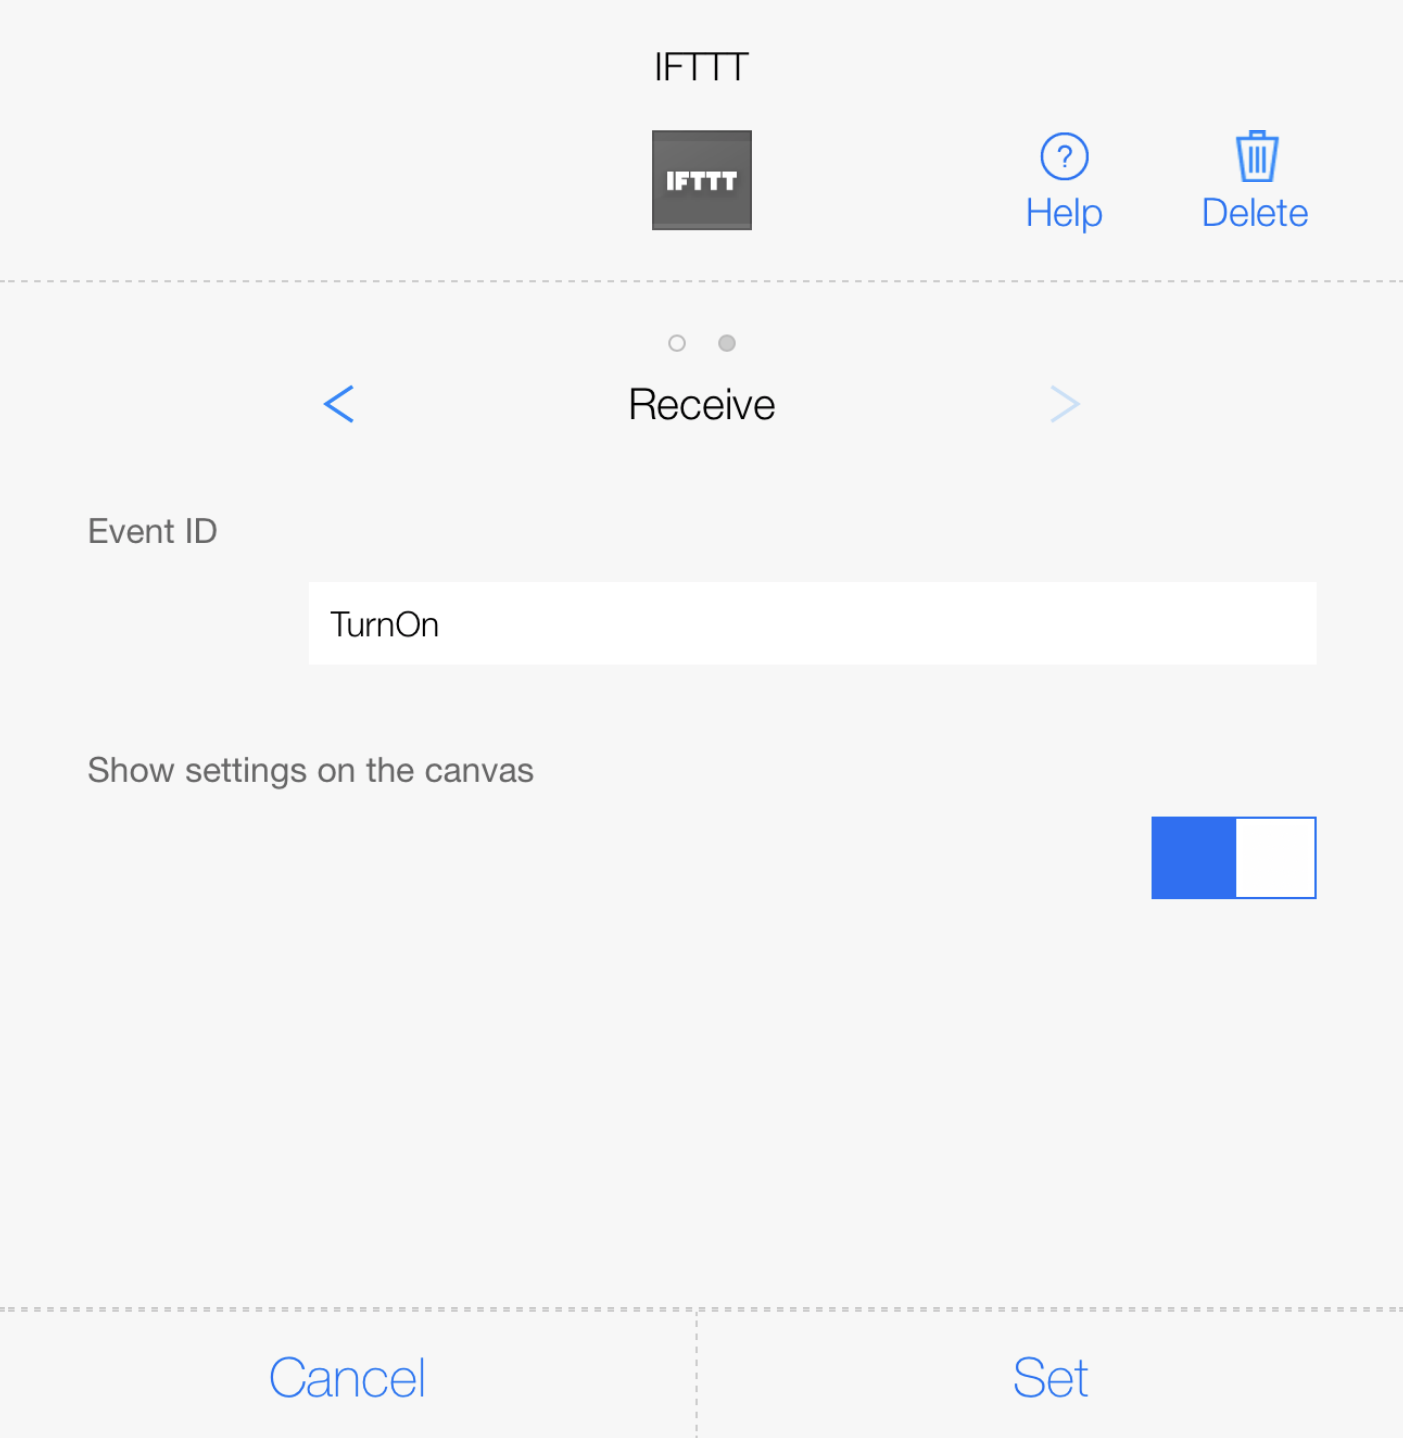 IFTTT
IFTTT
? 
Help
Delete
Receive
Event ID
TurnOn
Show settings on the canvas
Cancel
Set